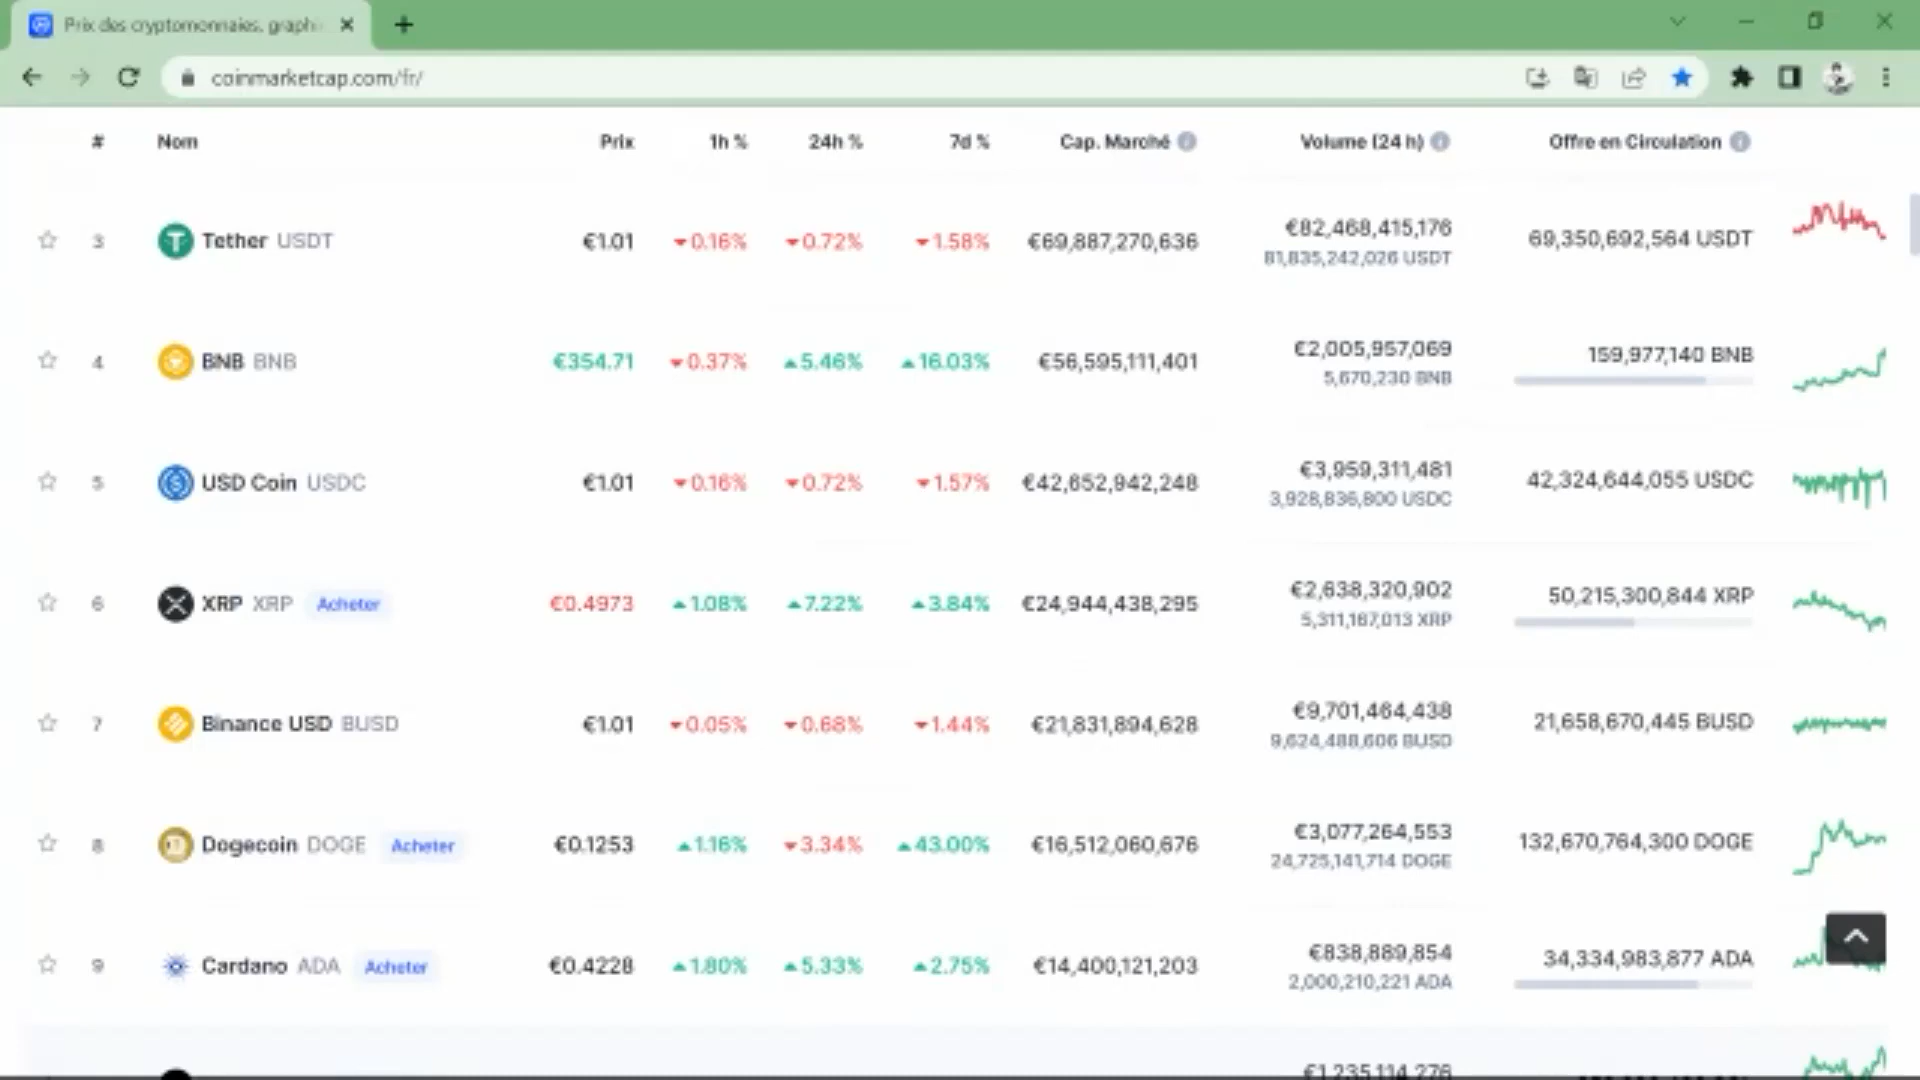 Prix des cryptomonnaies, graphi
coinmarketcap.com/fr/
# Nom Prix 1h % 24h % 7d % Cap. Marché Volume (24 h) Offre en Circulation
3 Tether USDT €1.01 0.16% 0.72% 1.58% €69,887,270,636 €82,468,415,176 69,350,692,564 USDT
81,835,242,026 USDT
4 BNB BNB €354.71 0.37% 5.46% 16.03% €56,595,111,401 €2,005,957,069 159,977,140 BNB
5,670,230 BNB
5 USD Coin USDC €1.01 0.16% 0.72% 1.57% €42,652,942,248 €3,959,311,481 42,324,644,055 USDC
3,928,836,800 USDC
6 XRP XRP Acheter €0.4973 1.08% 7.22% 3.84% €24,944,438,295 €2,638,320,902 50,215,300,844 XRP
5,311,167,013 XRP
7 Binance USD BUSD €1.01 0.05% 0.68% 1.44% €21,831,894,628 €9,701,464,438 21,658,670,445 BUSD
9,624,488,606 BUSD
8 Dogecoin DOGE Acheter €0.1253 1.16% 3.34% 43.00% €16,512,060,676 €3,077,264,553 132,670,764,300 DOGE
24,725,141,714 DOGE
9 Cardano ADA Acheter €0.4228 1.80% 5.33% 2.75% €14,400,121,203 €838,889,854 34,334,983,877 ADA
2,000,210,221 ADA
€1,235,114,276